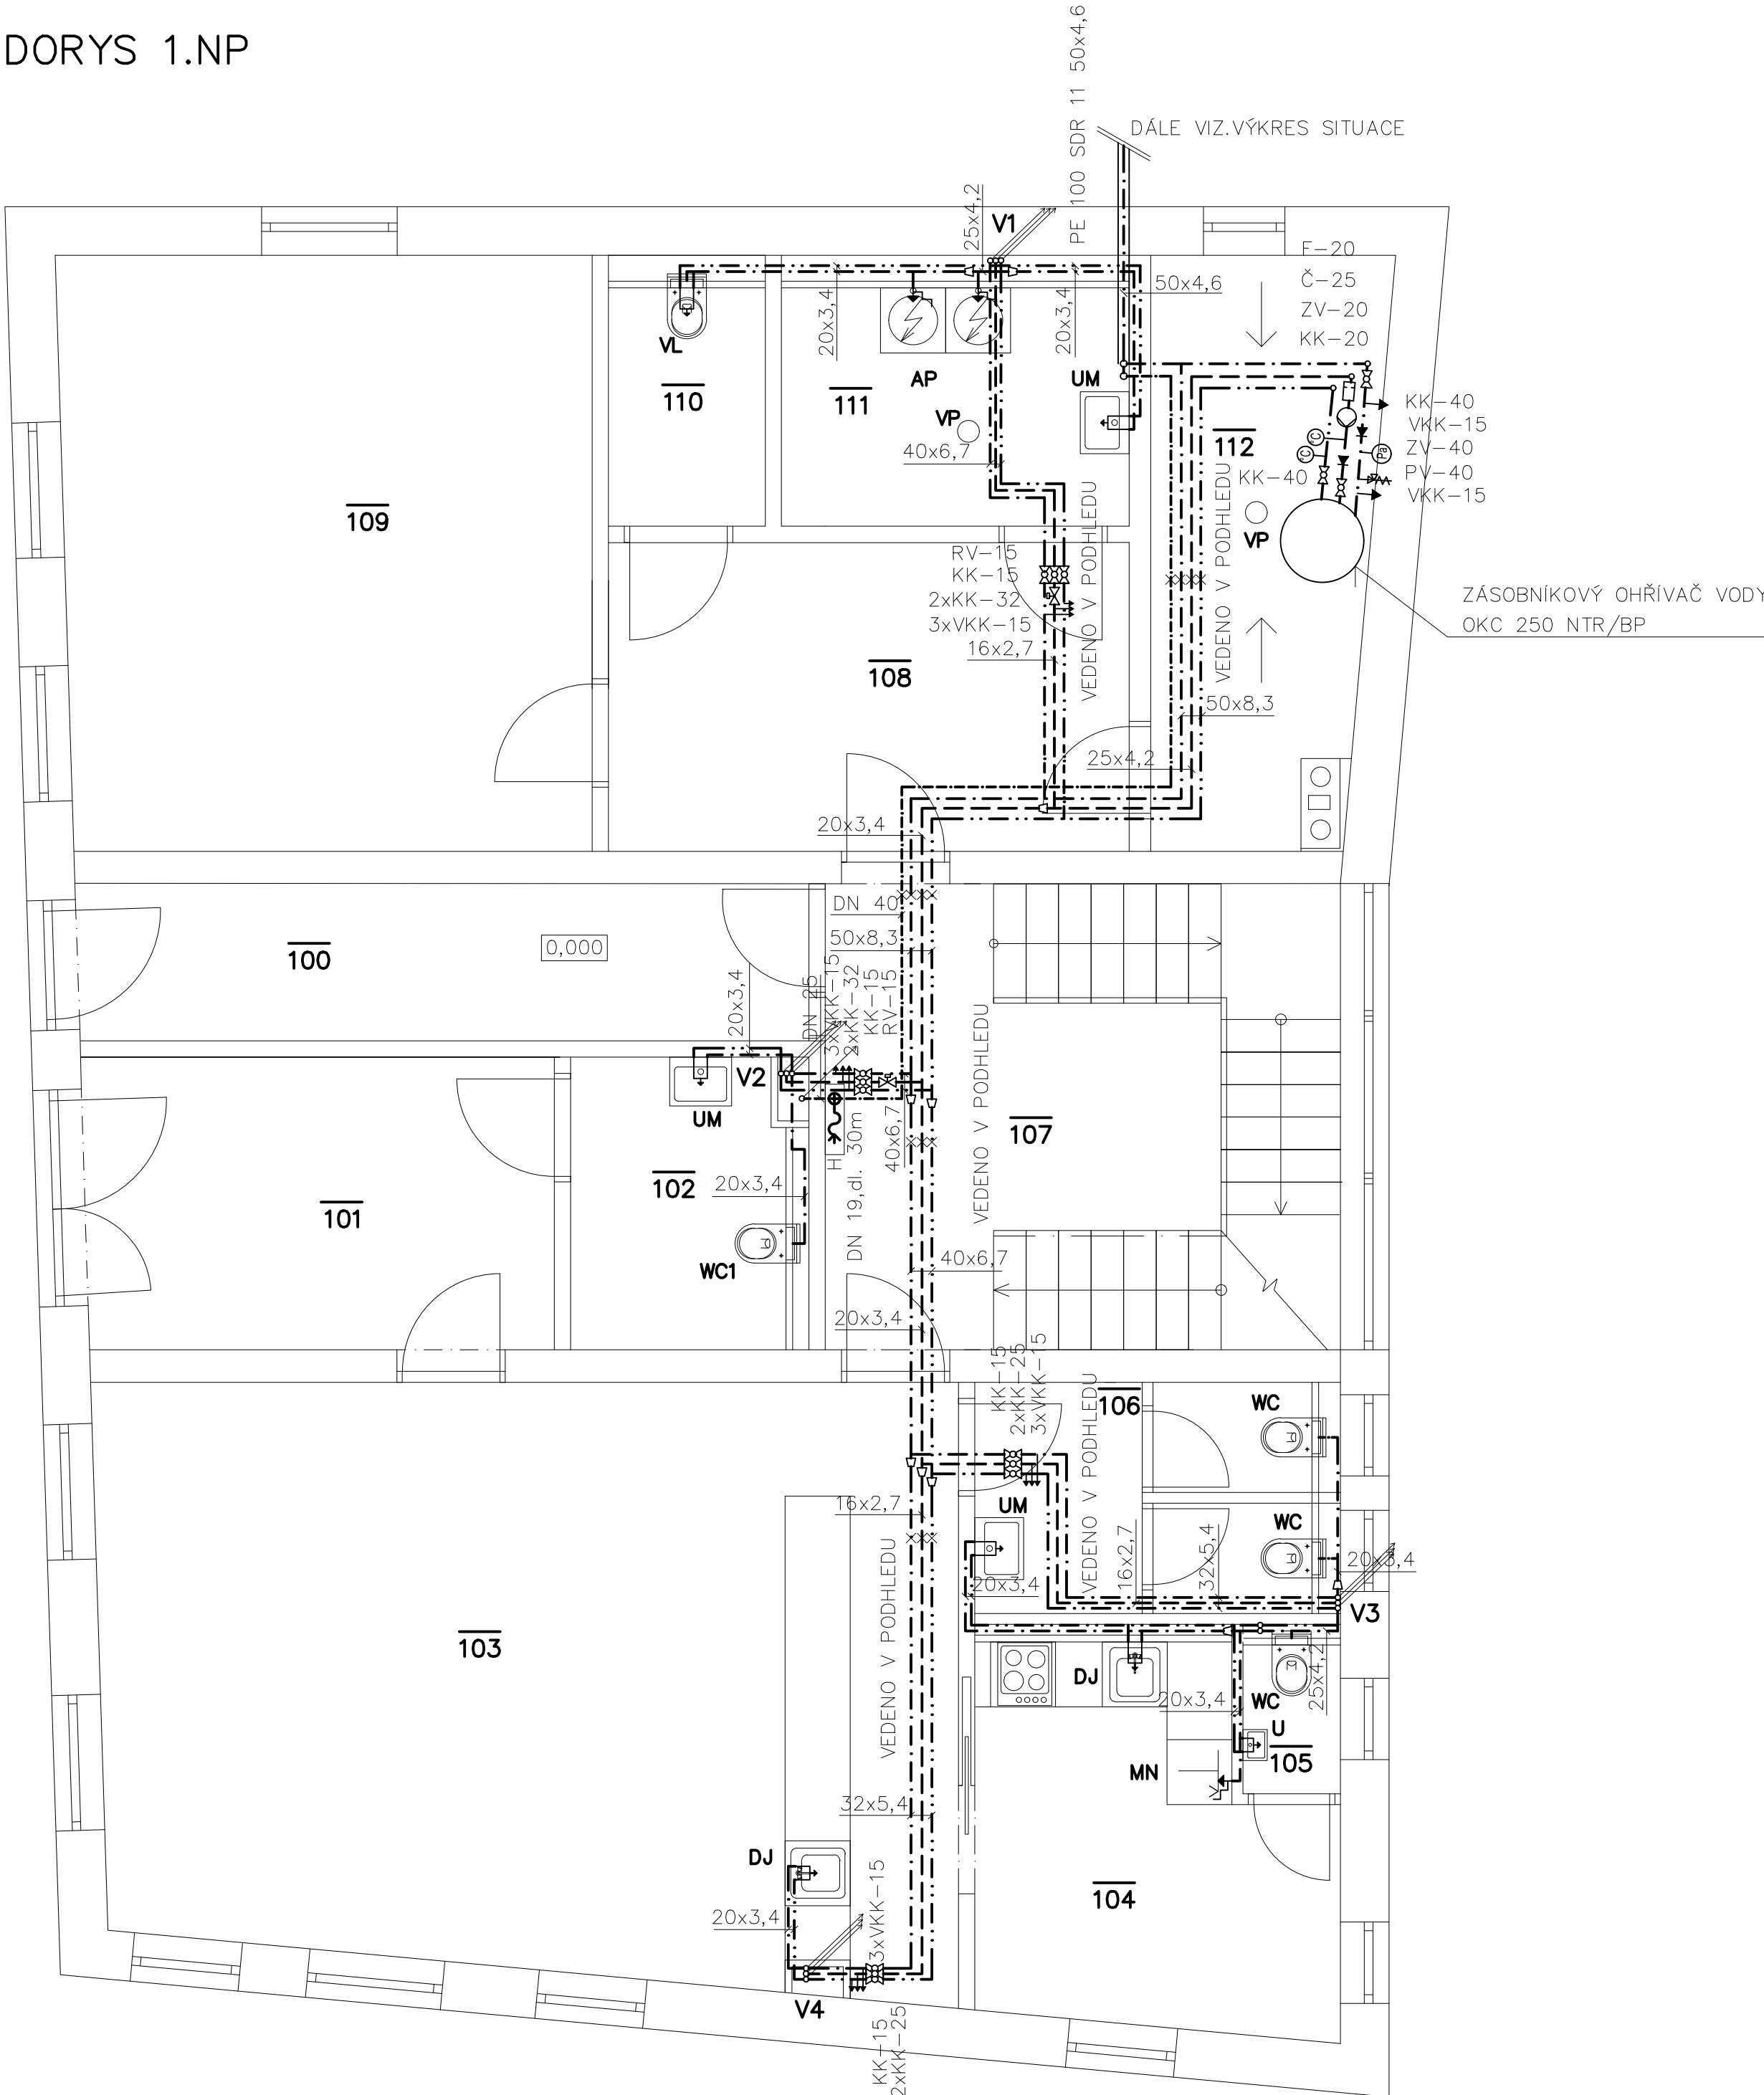 DORYS 1.NP
PE 100 SDR 11 50x4,6
DÁLE VIZ.VÝKRES SITUACE
V1
25x4,2
20x3,4
20x3,4
50x4,6
F-20
Č-25
ZV-20
KK-20
VL
110
AP
111
VP
UM
40x6,7
112
KK-40
VKK-15
ZV-40
PV-40
VKK-15
°C
°C
Pa
KK-40
VP
109
VEDENO V PODHLEDU
VEDENO V PODHLEDU
RV-15
KK-15
2xKK-32
3xVKK-15
16x2,7
ZÁSOBNÍKOVÝ OHŘÍVAČ VODY
OKC 250 NTR/BP
108
50x8,3
25x4,2
20x3,4
DN 40
50x8,3
100
0,000
20x3,4
DN 25
3xVKK-15
2xKK-32
KK-15
RV-15
VEDENO V PODHLEDU
V2
UM
102
101
20x3,4
WC1
H
DN 19,dl. 30m
40x6,7
107
40x6,7
20x3,4
KK-15
2xKK-25
3xVKK-15
VEDENO V PODHLEDU
106
WC
16x2,7
UM
WC
20x3,4
20x3,4
16x2,7
32x5,4
V3
103
VEDENO V PODHLEDU
DJ
20x3,4
WC
25x4,2
U
105
MN
32x5,4
DJ
104
20x3,4
3xVKK-15
V4
KK-15
2xKK-25